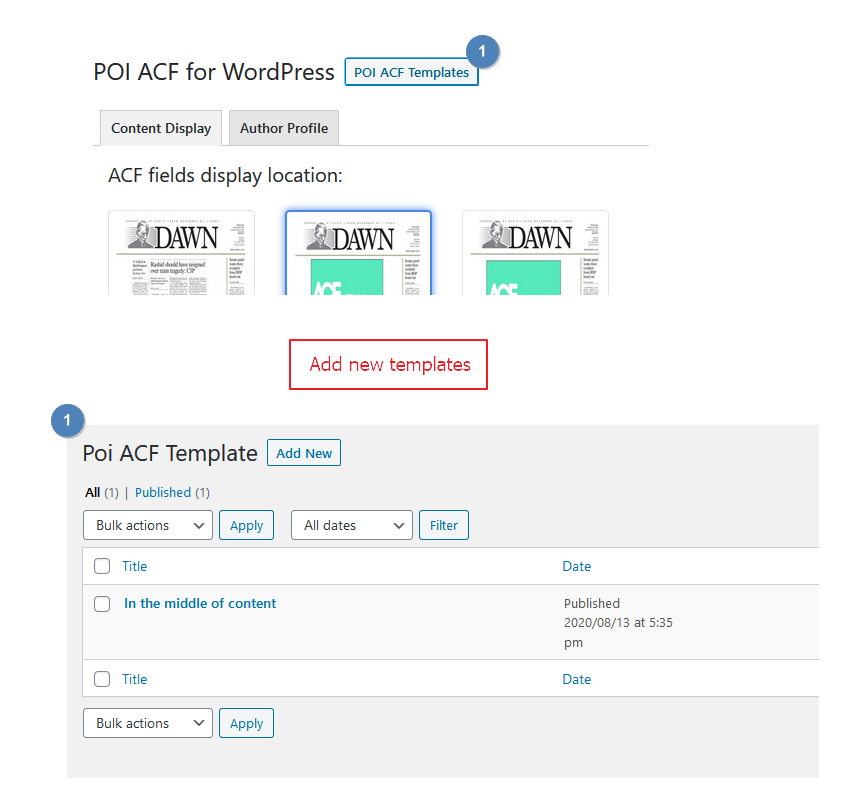 1
POI ACF for WordPress POI ACF Templates
Content Display Author Profile
ACF fields display location:
DAWN DAWN DAWN
Rashid should have resigned
over train tragedy: CJP
ACF ACF
Add new templates
1
Poi ACF Template Add New
All (1) | Published (1)
Bulk actions Apply All dates Filter
Title Date
In the middle of content Published
2020/08/13 at 5:35
pm
Title Date
Bulk actions Apply